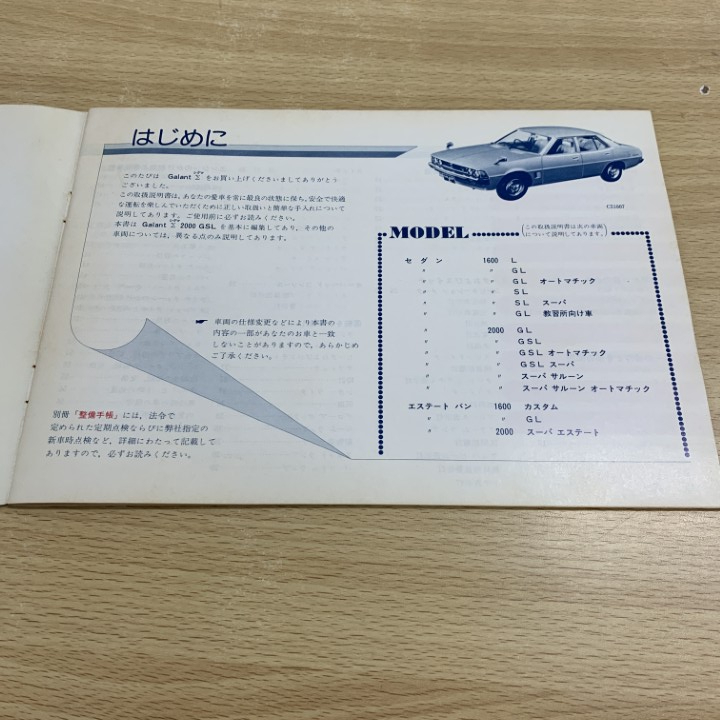 はじめに
このたびは Galant Σ シグマ をお買い上げくださいましてありがとう
ございました。
この取扱説明書は、あなたの愛車を常に最良の状態に保ち、安全で快適
な運転を楽しんでいただくために正しい取扱いと簡単な手入れについて
説明してあります。ご使用前に必ずお読みください。
本書は Galant Σ シグマ 2000 GSL を基本に編集してあり、その他の
車両については、異なる点のみ説明してあります。
☛ 車両の仕様変更などにより本書の
内容の一部があなたのお車と一致
しないことがありますので、あらかじめ
ご了承ください。
別冊「整備手帳」には、法令で
定められた定期点検ならびに弊社指定の
新車時点検など、詳細にわたって記載して
ありますので、必ずお読みください。
MODEL (この取扱説明書は次の車両
について説明してあります。)
セダン 1600 L
〃 〃 GL
〃 〃 GL オートマチック
〃 〃 SL
〃 〃 SL スーパ
〃 〃 GL 教習所向け車
〃 2000 GL
〃 〃 GSL
〃 〃 GSL オートマチック
〃 〃 GSL スーパ
〃 〃 スーパ サルーン
〃 〃 スーパ サルーン オートマチック
エステート バン 1600 カスタム
〃 〃 GL
〃 2000 スーパ エステート